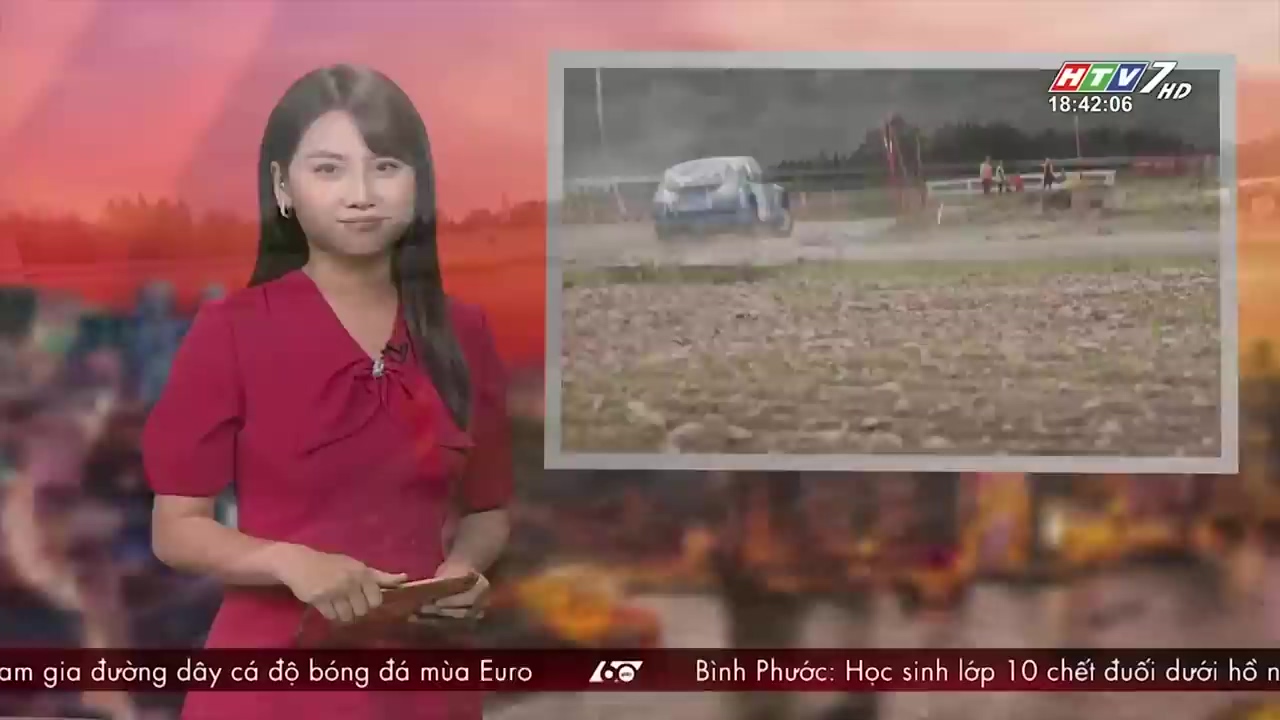 HTV7 HD
18:42:06
am gia đường dây cá độ bóng đá mùa Euro
60
Bình Phước: Học sinh lớp 10 chết đuối dưới hồ